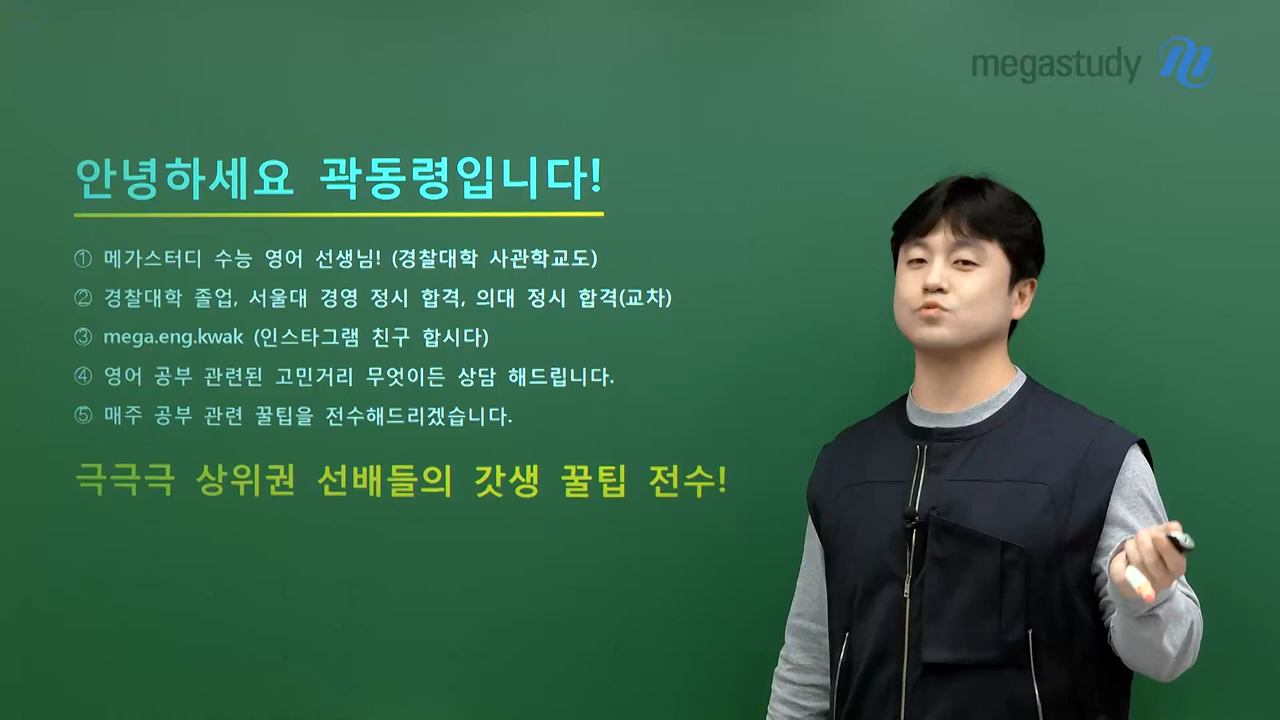 megastudy
안녕하세요 곽동령입니다!
① 메가스터디 수능 영어 선생님! (경찰대학 사관학교도)
② 경찰대학 졸업, 서울대 경영 정시 합격, 의대 정시 합격(교차)
③ mega.eng.kwak (인스타그램 친구 합시다)
④ 영어 공부 관련된 고민거리 무엇이든 상담 해드립니다.
⑤ 매주 공부 관련 꿀팁을 전수해드리겠습니다.
극극극 상위권 선배들의 갓생 꿀팁 전수!